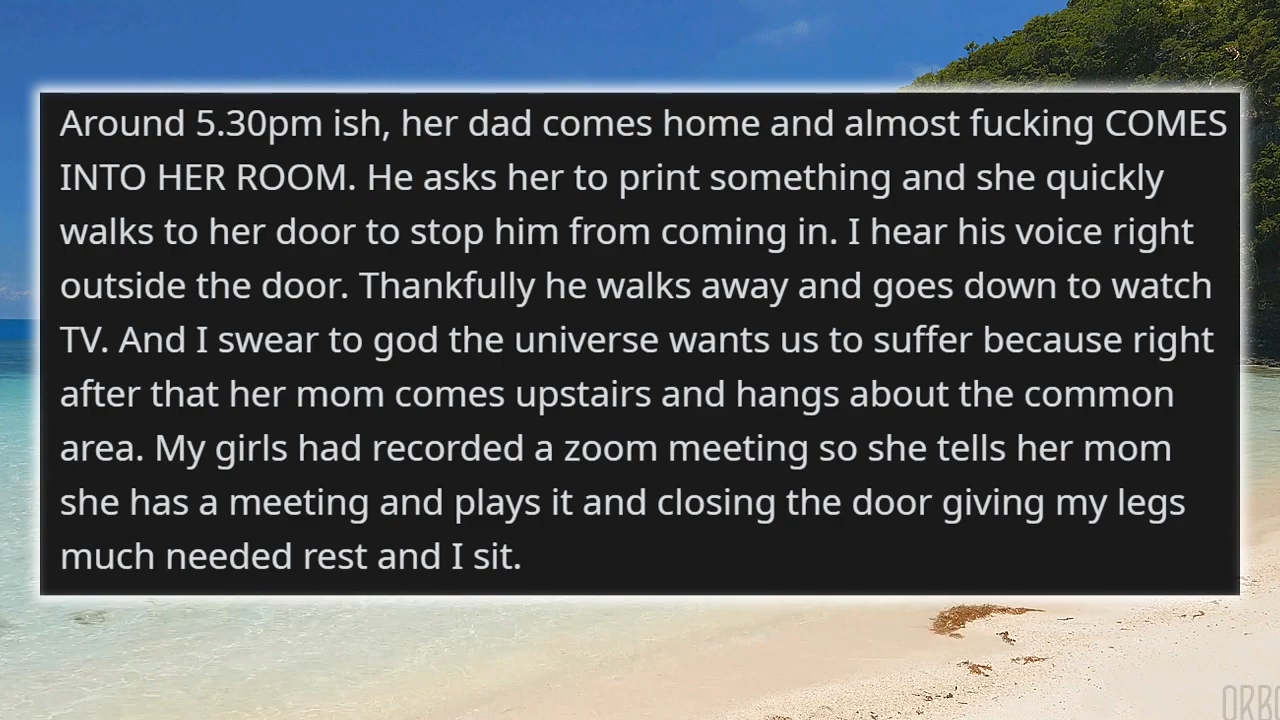 Around 5.30pm ish, her dad comes home and almost fucking COMES
INTO HER ROOM. He asks her to print something and she quickly
walks to her door to stop him from coming in. I hear his voice right
outside the door. Thankfully he walks away and goes down to watch
TV. And I swear to god the universe wants us to suffer because right
after that her mom comes upstairs and hangs about the common
area. My girls had recorded a zoom meeting so she tells her mom
she has a meeting and plays it and closing the door giving my legs
much needed rest and I sit.